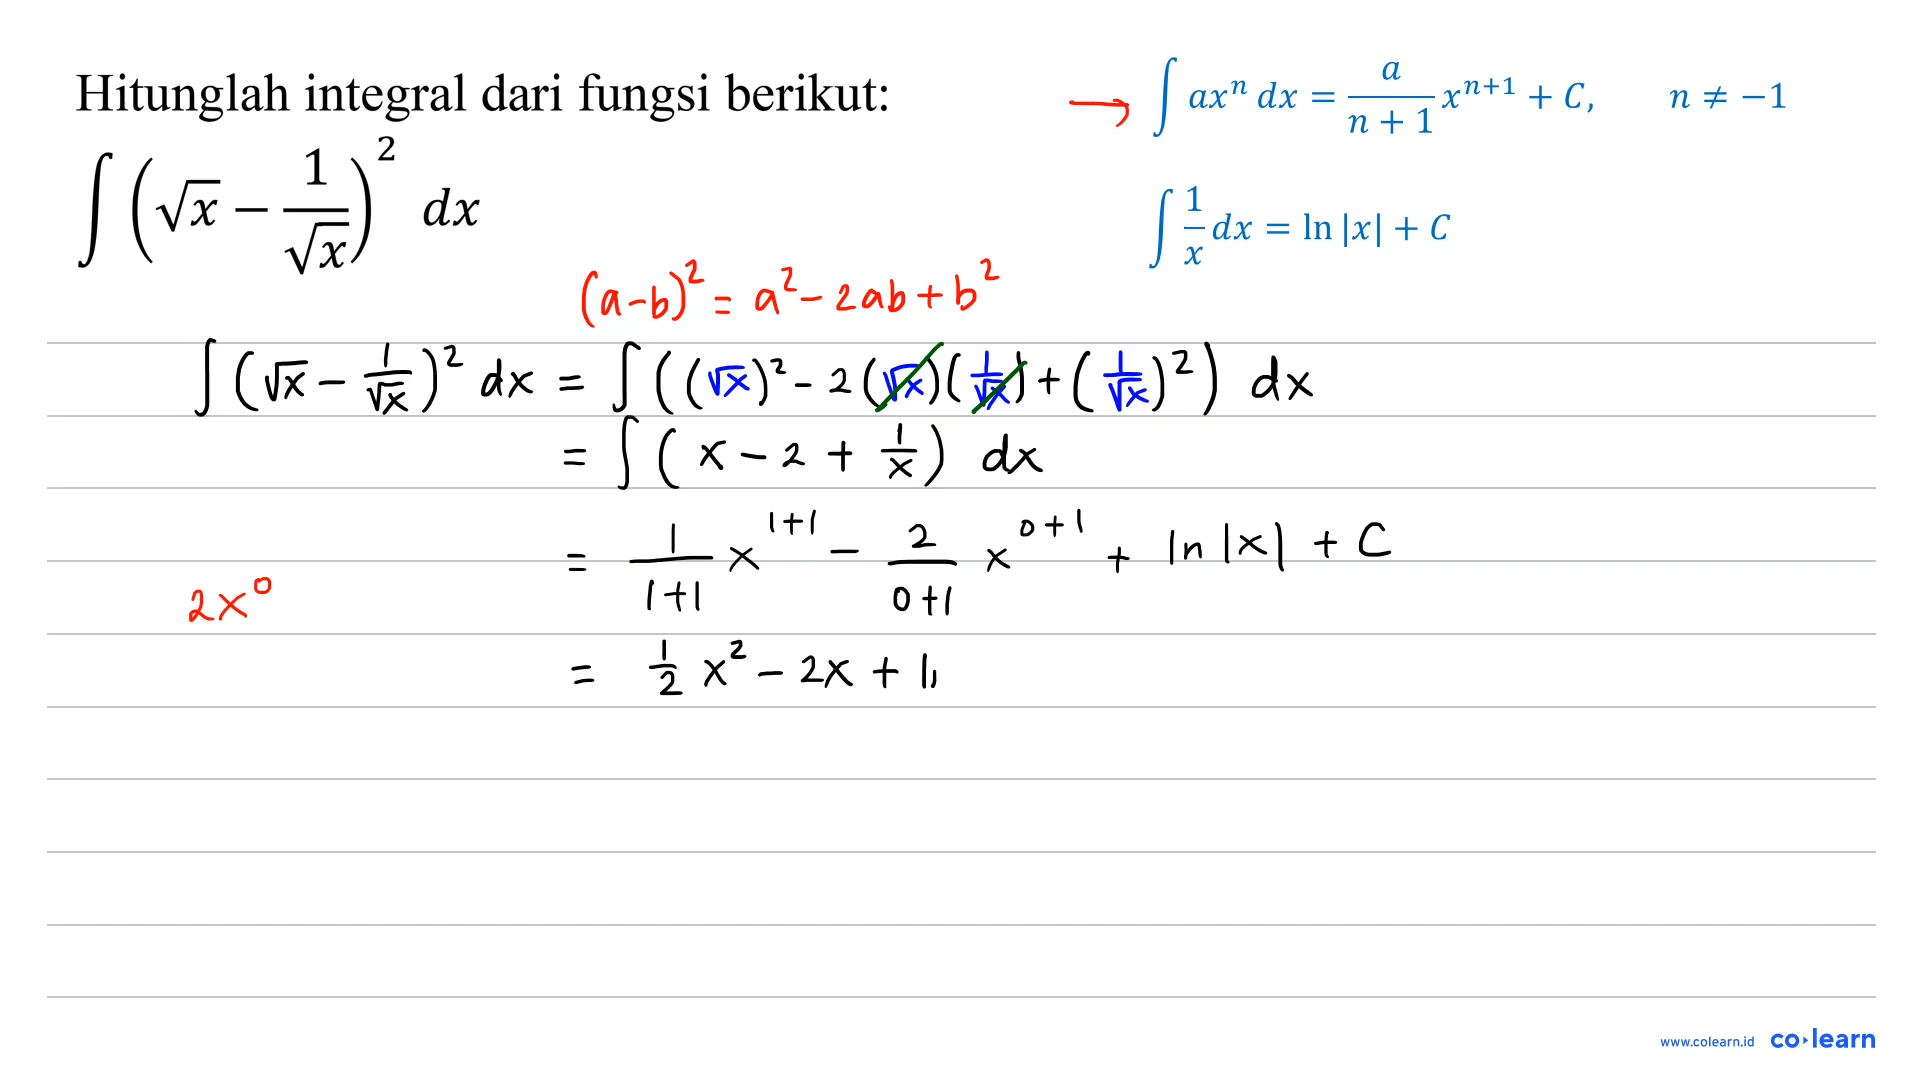 Hitunglah integral dari fungsi berikut:
∫ (√x − 1/√x)² dx
→ ∫ axⁿ dx = a/(n + 1) xⁿ⁺¹ + C, n ≠ −1
∫ 1/x dx = ln |x| + C
(a-b)² = a² - 2ab + b²
∫ (√x - 1/√x)² dx = ∫ ((√x)² - 2(√x)(1/√x) + (1/√x)²) dx
= ∫ (x - 2 + 1/x) dx
= 1/(1+1) x¹⁺¹ - 2/(0+1) x⁰⁺¹ + ln |x| + C
2x⁰
= 1/2 x² - 2x + l
www.colearn.id co·learn